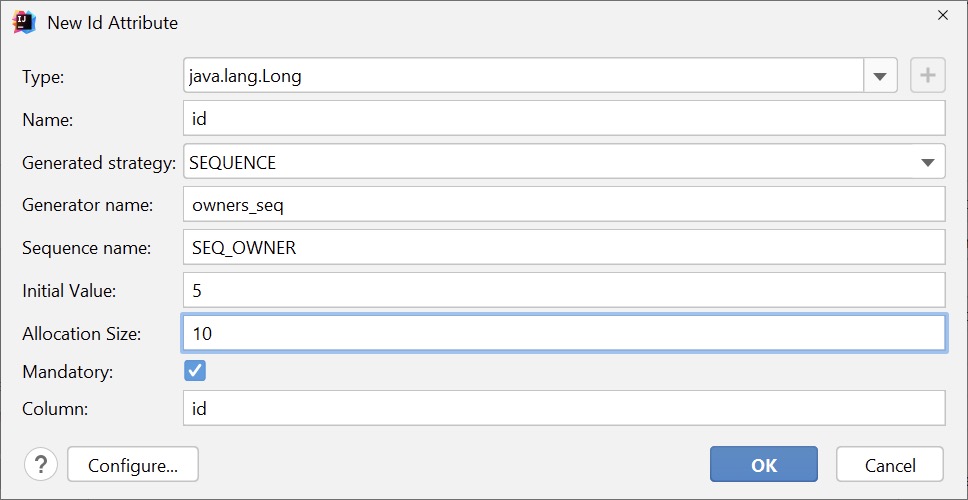 New Id Attribute
Type: java.lang.Long
Name: id
Generated strategy: SEQUENCE
Generator name: owners_seq
Sequence name: SEQ_OWNER
Initial Value: 5
Allocation Size: 10
Mandatory:
Column: id
? Configure... OK Cancel